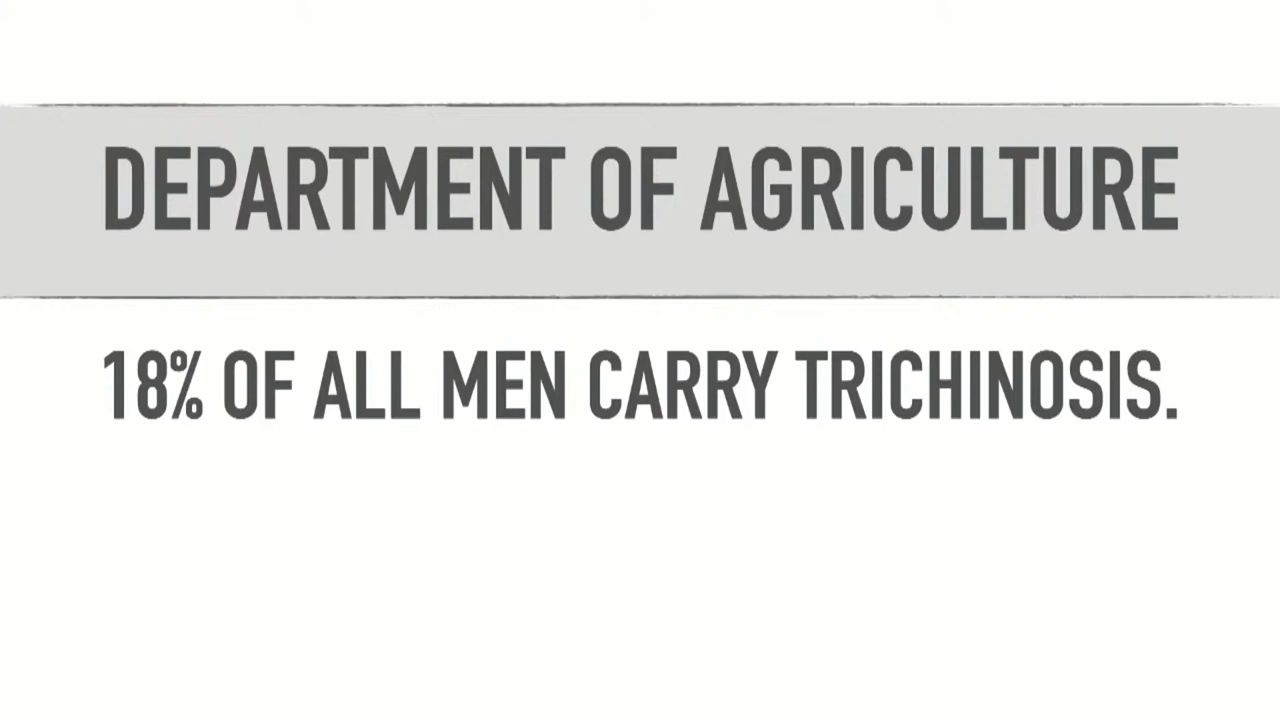 DEPARTMENT OF AGRICULTURE
18% OF ALL MEN CARRY TRICHINOSIS.